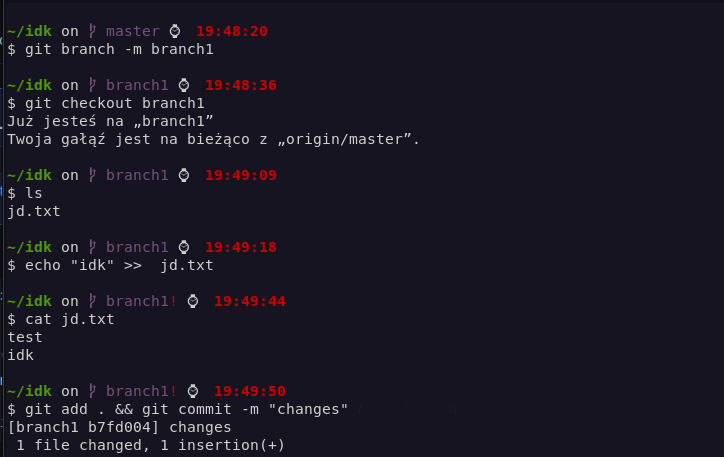 ~/idk on master 19:48:20
$ git branch -m branch1
~/idk on branch1 19:48:36
$ git checkout branch1
Już jesteś na „branch1”
Twoja gałąź jest na bieżąco z „origin/master”.
~/idk on branch1 19:49:09
$ ls
jd.txt
~/idk on branch1 19:49:18
$ echo "idk" >>  jd.txt
~/idk on branch1! 19:49:44
$ cat jd.txt
test
idk
~/idk on branch1! 19:49:50
$ git add . && git commit -m "changes"
[branch1 b7fd004] changes
 1 file changed, 1 insertion(+)